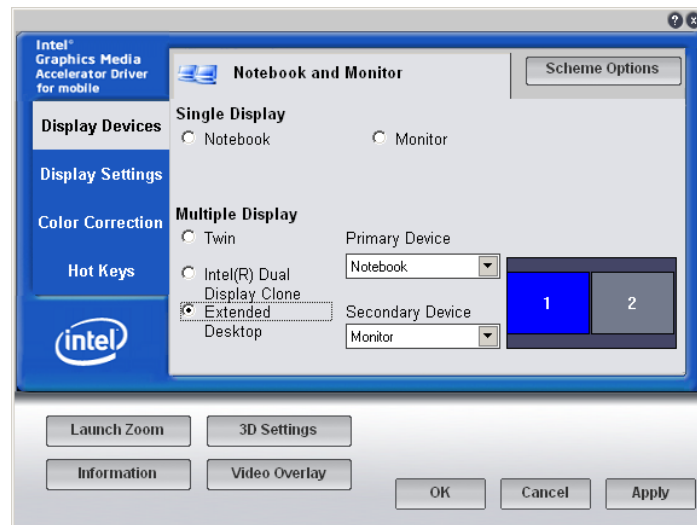 Intel®
Graphics Media
Accelerator Driver
for mobile
Notebook and Monitor
Scheme Options
Display Devices
Display Settings
Color Correction
Hot Keys
intel
Single Display
Notebook
Monitor
Multiple Display
Twin
Intel(R) Dual
Display Clone
Extended
Desktop
Primary Device
Notebook
Secondary Device
Monitor
1
2
Launch Zoom
3D Settings
Information
Video Overlay
OK
Cancel
Apply